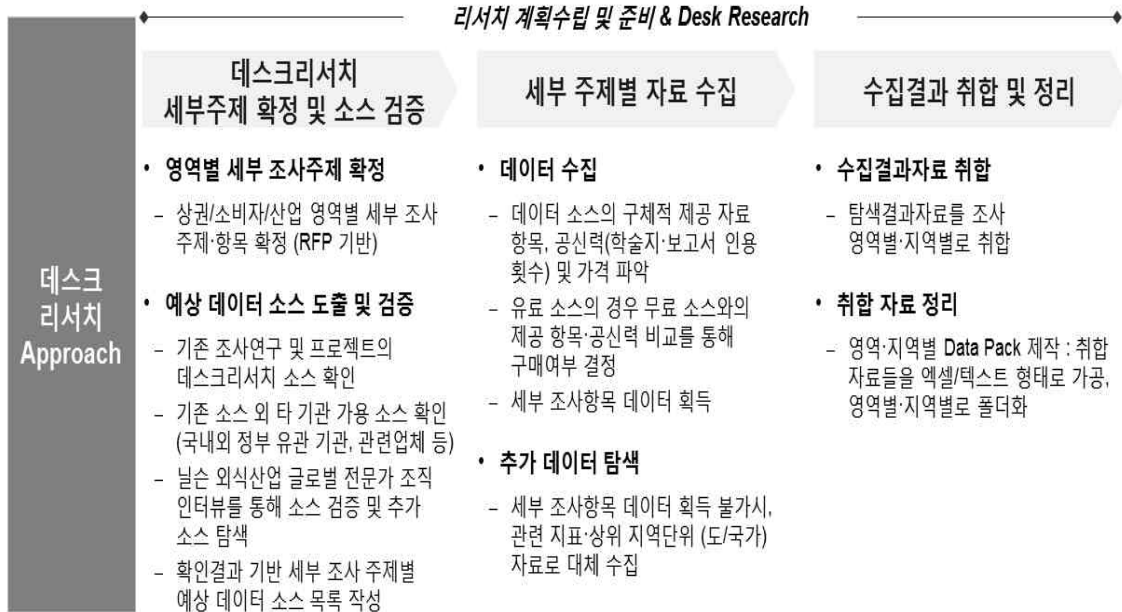 리서치 계획수립 및 준비 & Desk Research
데스크
리서치
Approach
데스크리서치
세부주제 확정 및 소스 검증
• 영역별 세부 조사주제 확정
– 상권/소비자/산업 영역별 세부 조사
주제·항목 확정 (RFP 기반)
• 예상 데이터 소스 도출 및 검증
– 기존 조사연구 및 프로젝트의
데스크리서치 소스 확인
– 기존 소스 외 타 기관 가용 소스 확인
(국내외 정부 유관 기관, 관련업체 등)
– 닐슨 외식산업 글로벌 전문가 조직
인터뷰를 통해 소스 검증 및 추가
소스 탐색
– 확인결과 기반 세부 조사 주제별
예상 데이터 소스 목록 작성
세부 주제별 자료 수집
• 데이터 수집
– 데이터 소스의 구체적 제공 자료
항목, 공신력(학술지·보고서 인용
횟수) 및 가격 파악
– 유료 소스의 경우 무료 소스와의
제공 항목·공신력 비교를 통해
구매여부 결정
– 세부 조사항목 데이터 획득
• 추가 데이터 탐색
– 세부 조사항목 데이터 획득 불가시,
관련 지표·상위 지역단위 (도/국가)
자료로 대체 수집
수집결과 취합 및 정리
• 수집결과자료 취합
– 탐색결과자료를 조사
영역별·지역별로 취합
• 취합 자료 정리
– 영역·지역별 Data Pack 제작 : 취합
자료들을 엑셀/텍스트 형태로 가공,
영역별·지역별로 폴더화